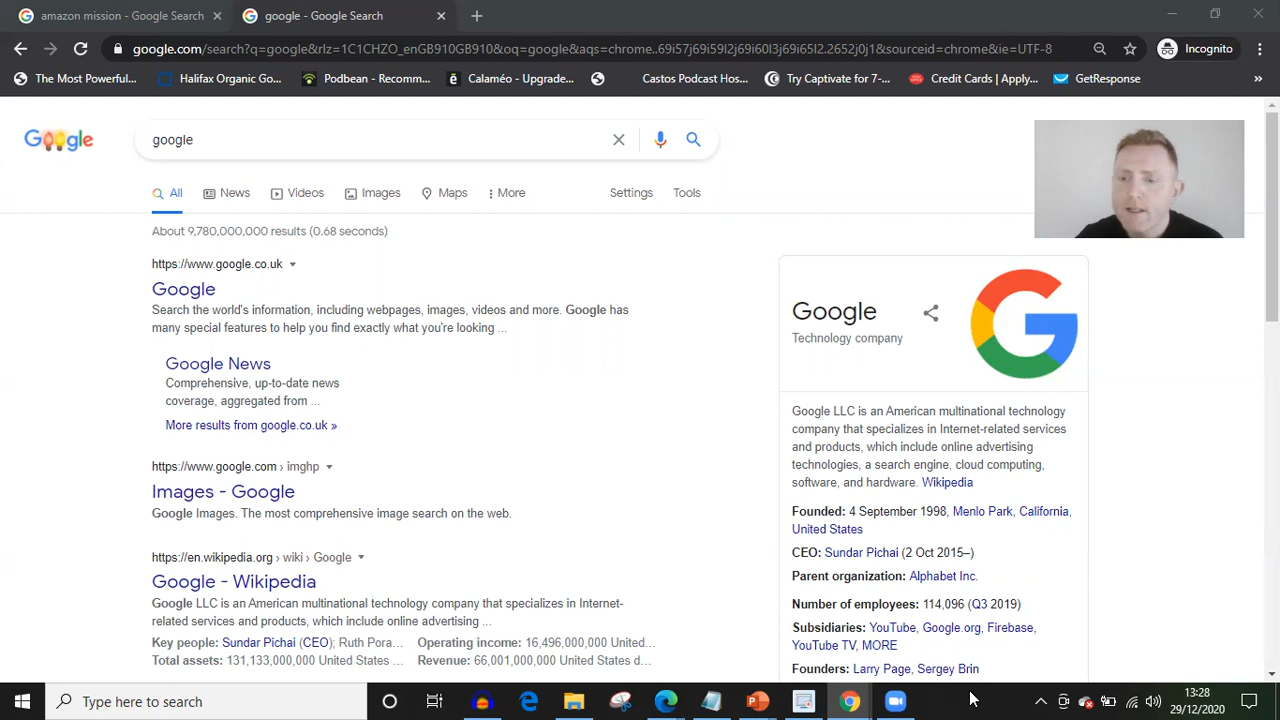 amazon mission - Google Search
google - Google Search
google.com/search?q=google&rlz=1C1CHZO_enGB910GB910&oq=google&aqs=chrome..69i57j69i59l2j69i60l3j69i65l2.2652j0j1&sourceid=chrome&ie=UTF-8
Incognito
The Most Powerful... Halifax Organic Go... Podbean - Recomm... Calaméo - Upgrade... Castos Podcast Hos... Try Captivate for 7-... Credit Cards | Apply... GetResponse »
Google
google
All News Videos Images Maps More Settings Tools
About 9,780,000,000 results (0.68 seconds)
https://www.google.co.uk
Google
Search the world's information, including webpages, images, videos and more. Google has
many special features to help you find exactly what you're looking ...
Google News
Comprehensive, up-to-date news
coverage, aggregated from ...
More results from google.co.uk »
https://www.google.com › imghp
Images - Google
Google Images. The most comprehensive image search on the web.
https://en.wikipedia.org › wiki › Google
Google - Wikipedia
Google LLC is an American multinational technology company that specializes in Internet-
related services and products, which include online advertising ...
Key people: Sundar Pichai (CEO); Ruth Pora... Operating income: 16,496,000,000 United...
Total assets: 131,133,000,000 United States ... Revenue: 66,001,000,000 United States d...
Google
Technology company
Google LLC is an American multinational technology
company that specializes in Internet-related services
and products, which include online advertising
technologies, a search engine, cloud computing,
software, and hardware. Wikipedia
Founded: 4 September 1998, Menlo Park, California,
United States
CEO: Sundar Pichai (2 Oct 2015–)
Parent organization: Alphabet Inc.
Number of employees: 114,096 (Q3 2019)
Subsidiaries: YouTube, Google.org, Firebase,
YouTube TV, MORE
Founders: Larry Page, Sergey Brin
Type here to search
13:28
29/12/2020